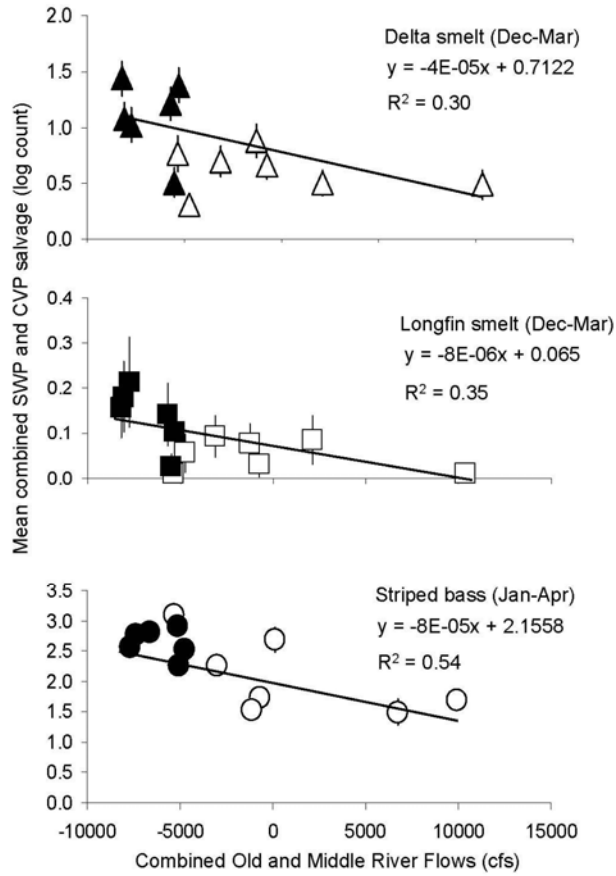 Mean combined SWP and CVP salvage (log count)
2.0
1.5
1.0
0.5
0.0
Delta smelt (Dec-Mar)
y = -4E-05x + 0.7122
R² = 0.30
0.4
0.3
0.2
0.1
0.0
Longfin smelt (Dec-Mar)
y = -8E-06x + 0.065
R² = 0.35
3.5
3.0
2.5
2.0
1.5
1.0
0.5
0.0
Striped bass (Jan-Apr)
y = -8E-05x + 2.1558
R² = 0.54
-10000 -5000 0 5000 10000 15000
Combined Old and Middle River Flows (cfs)